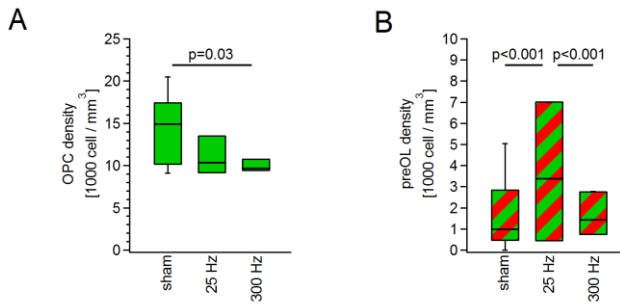 A
p=0.03
OPC density
[1000 cell / mm³]
25
20
15
10
5
0
sham
25 Hz
300 Hz
B
p<0.001 p<0.001
preOL density
[1000 cell / mm³]
10
9
8
7
6
5
4
3
2
1
0
sham
25 Hz
300 Hz